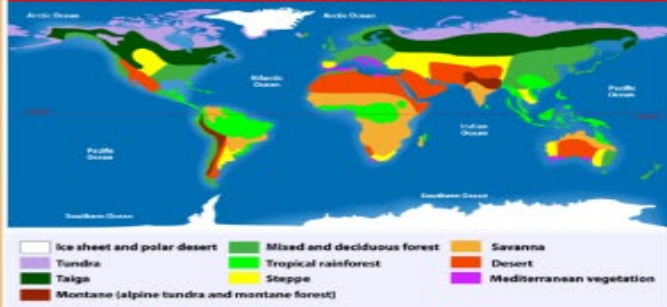 Arctic Ocean
Arctic Ocean
Atlantic
Ocean
Pacific
Ocean
Pacific
Ocean
Indian
Ocean
Southern Ocean
Southern Ocean
Ice sheet and polar desert
Mixed and deciduous forest
Savanna
Tundra
Tropical rainforest
Desert
Taiga
Steppe
Mediterranean vegetation
Montane (alpine tundra and montane forest)